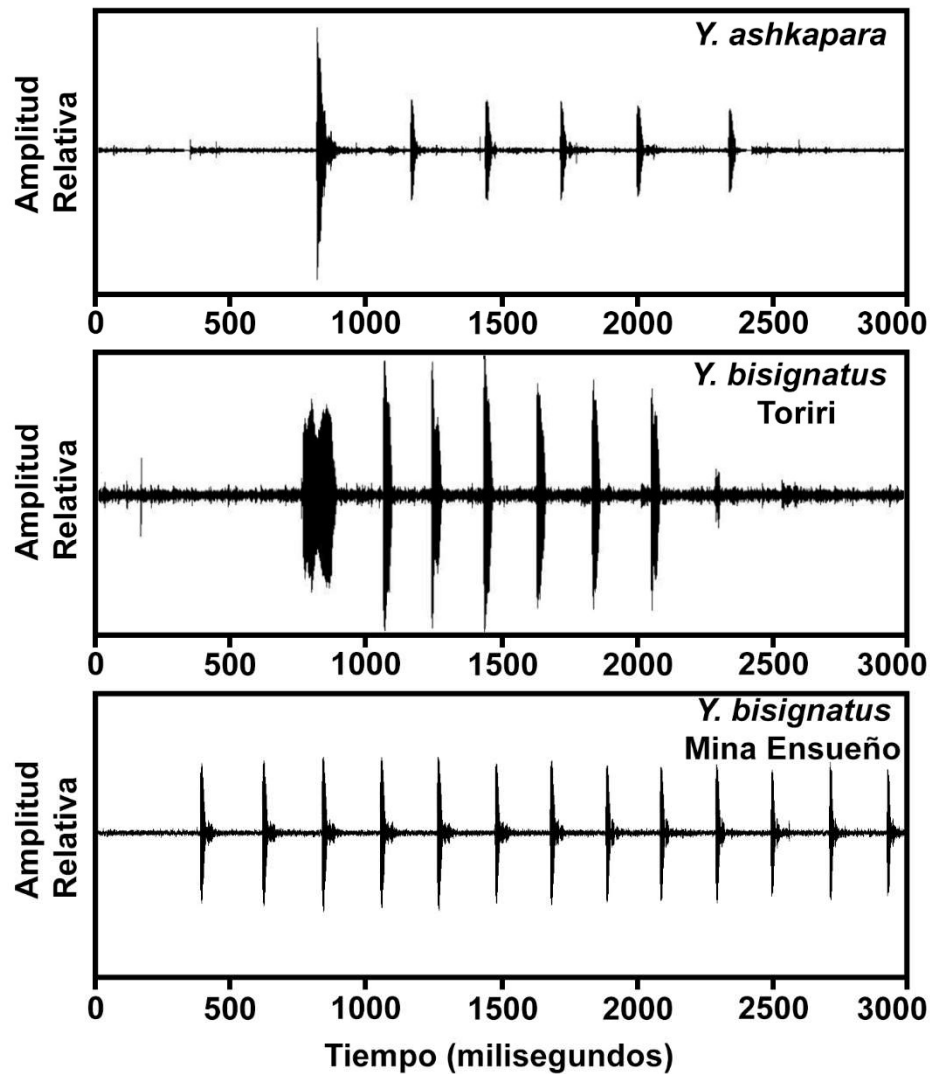 Y. ashkapara
Amplitud
Relativa
0 500 1000 1500 2000 2500 3000
Y. bisignatus
Toriri
Amplitud
Relativa
0 500 1000 1500 2000 2500 3000
Y. bisignatus
Mina Ensueño
Amplitud
Relativa
0 500 1000 1500 2000 2500 3000
Tiempo (milisegundos)